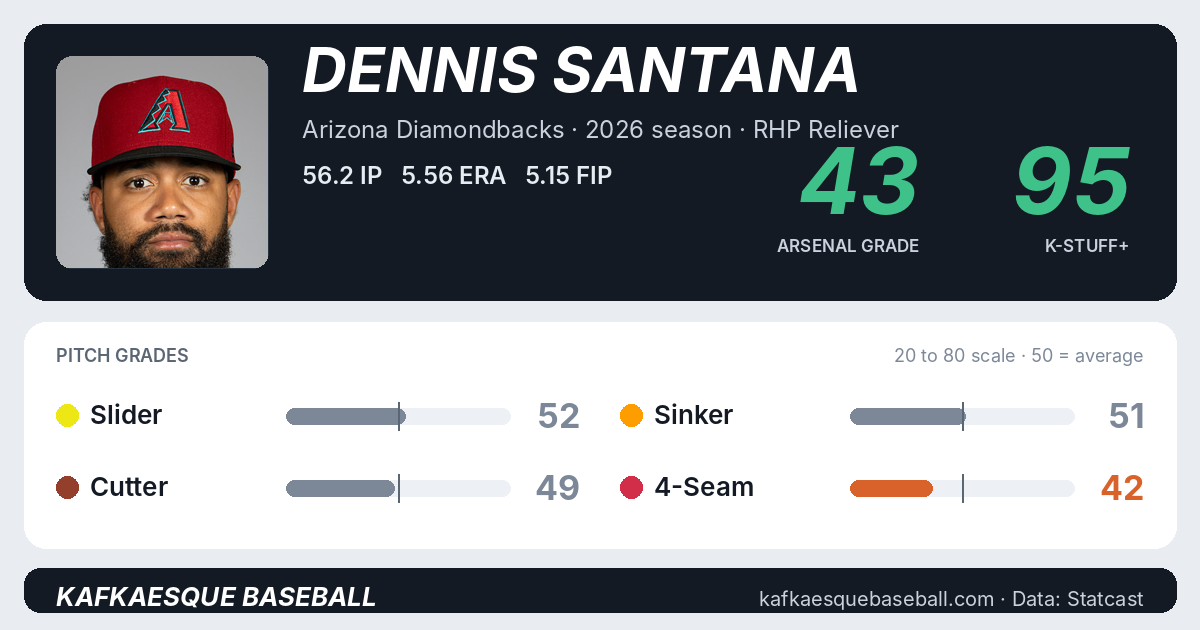 DENNIS SANTANA
Arizona Diamondbacks · 2026 season · RHP Reliever
56.2 IP 5.56 ERA 5.15 FIP
43 95
ARSENAL GRADE K-STUFF+
A
PITCH GRADES 20 to 80 scale · 50 = average
Slider 52 Sinker 51
Cutter 49 4-Seam 42
KAFKAESQUE BASEBALL kafkaesquebaseball.com · Data: Statcast